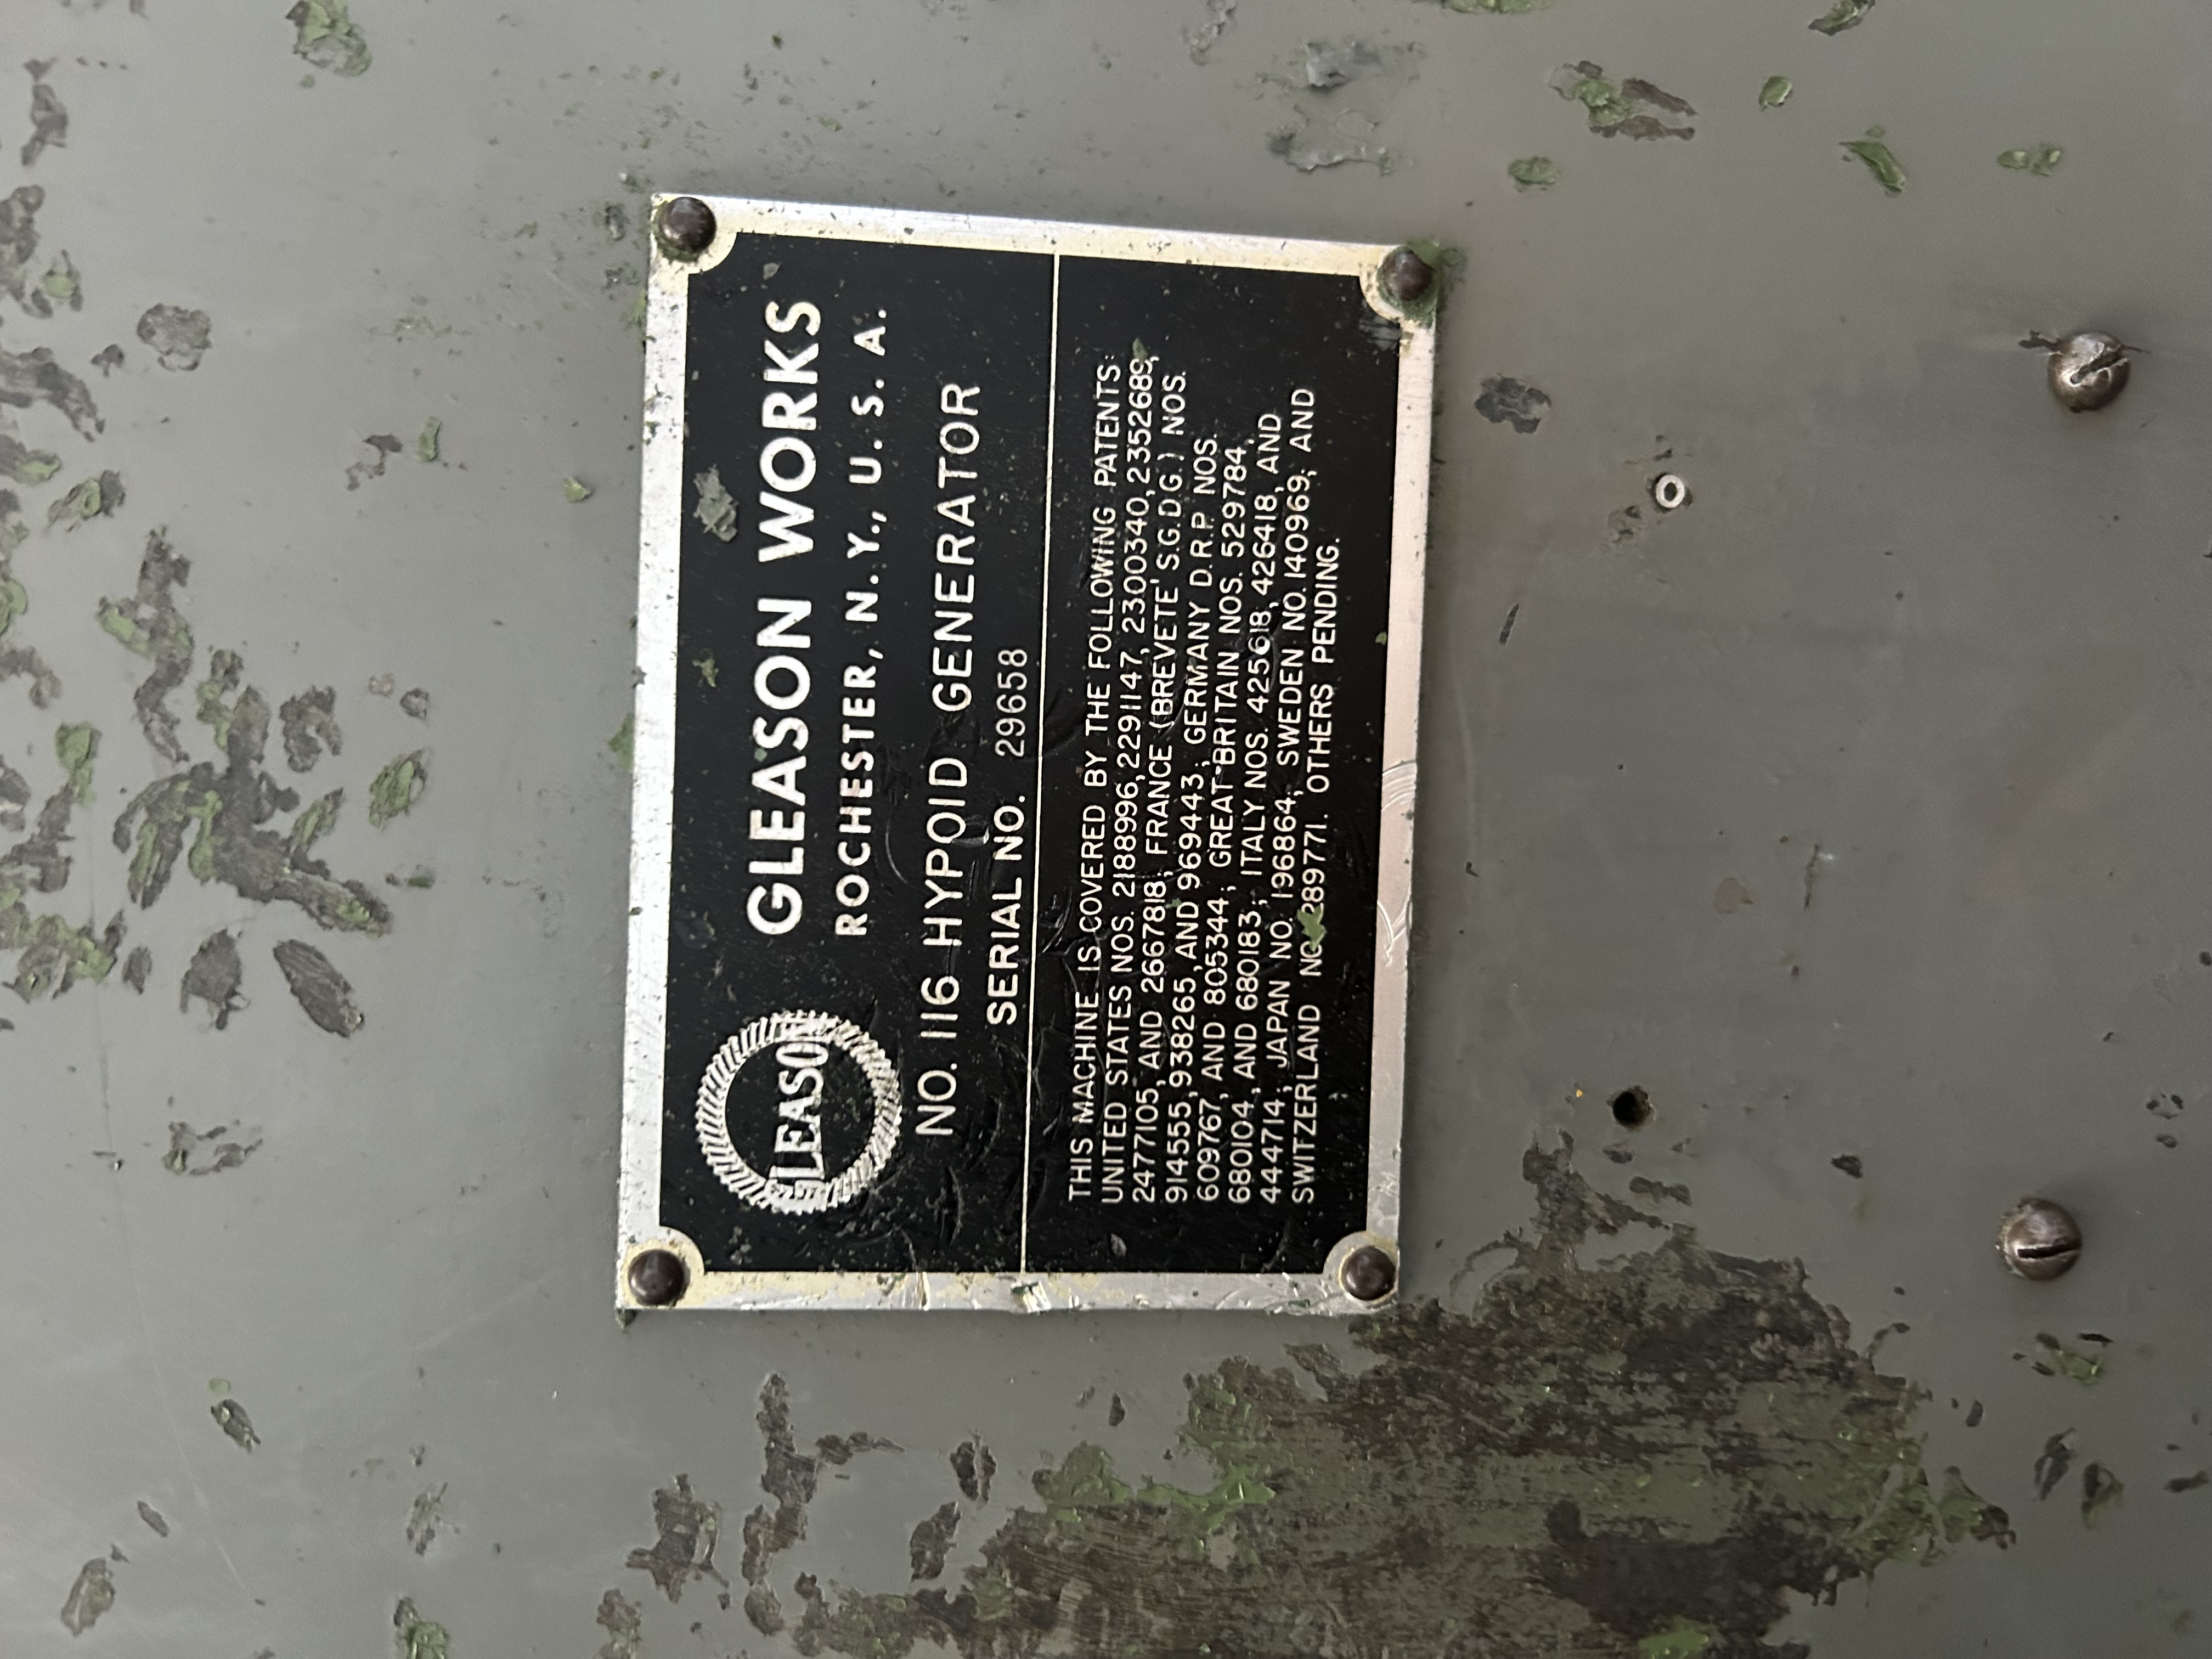 GLEASON
GLEASON WORKS
ROCHESTER, N.Y., U. S. A.
NO. 116 HYPOID GENERATOR
SERIAL NO. 29658
THIS MACHINE IS COVERED BY THE FOLLOWING PATENTS:
UNITED STATES NOS. 2188996, 2291147, 2300340, 2352689,
2477105, AND 2667818; FRANCE (BREVETE' S.G.D.G.) NOS.
914555, 938265, AND 969443; GERMANY D.R.P. NOS.
609767, AND 805344; GREAT-BRITAIN NOS. 529784,
680104, AND 680183; ITALY NOS. 425618, 426418, AND
444714; JAPAN NO. 196864; SWEDEN NO. 140969; AND
SWITZERLAND NO. 289771. OTHERS PENDING.